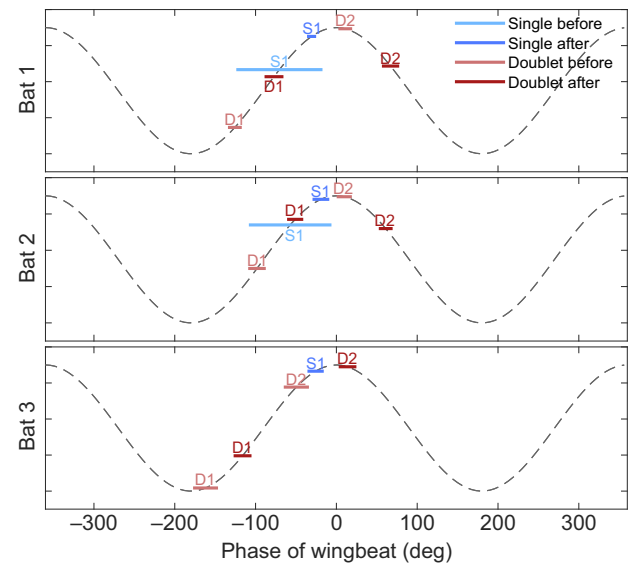 S1
D2
Single before
Single after
Doublet before
Doublet after
S1
D2
D1
D1
Bat 1
S1
D2
D1
D2
S1
D1
Bat 2
S1
D2
D2
D1
D1
Bat 3
−300
−200
−100
0
100
200
300
Phase of wingbeat (deg)